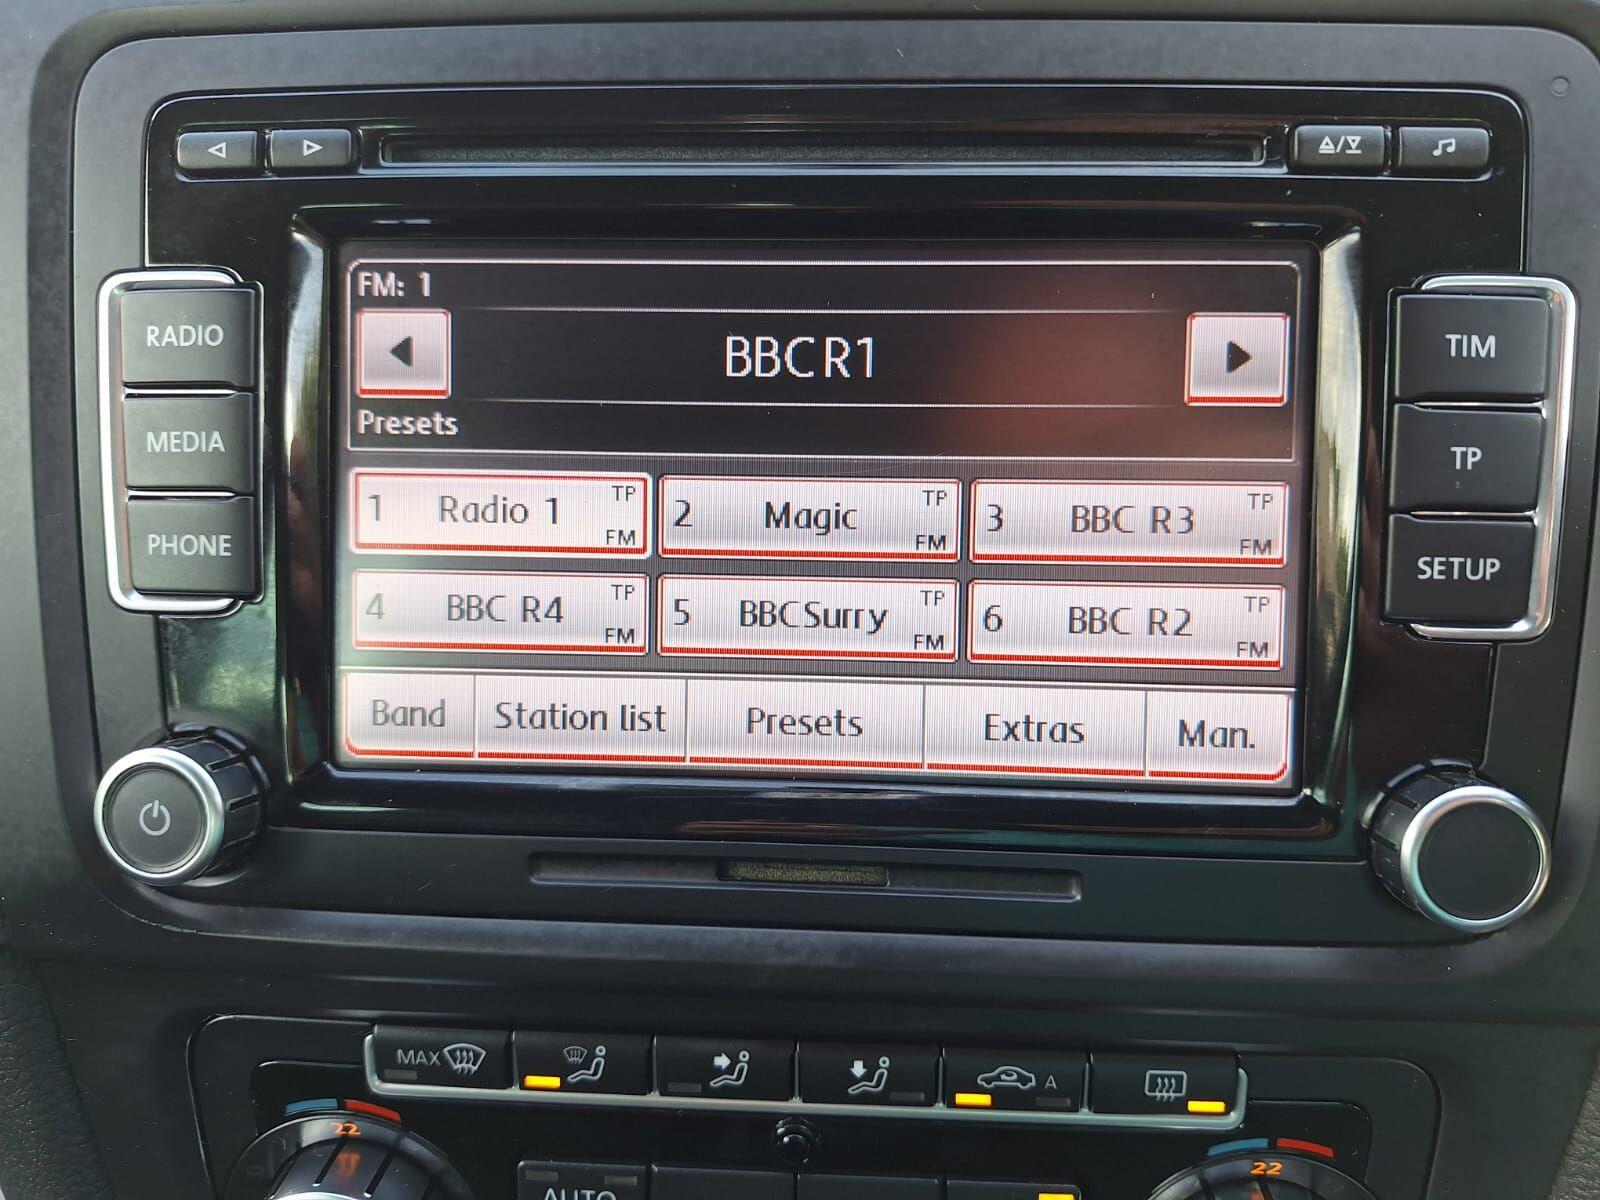 FM: 1
BBC R1
Presets
1 Radio 1 TP FM
2 Magic TP FM
3 BBC R3 TP FM
4 BBC R4 TP FM
5 BBCSurry TP FM
6 BBC R2 TP FM
Band Station list Presets Extras Man.
RADIO
MEDIA
PHONE
TIM
TP
SETUP
MAX
A
22
22
AUTO